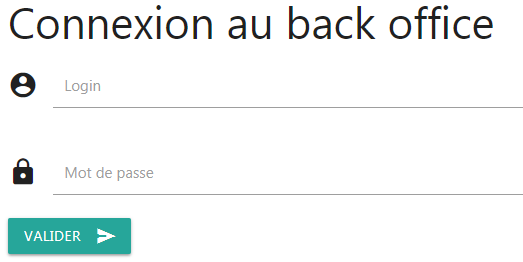 Connexion au back office
Login
Mot de passe
VALIDER